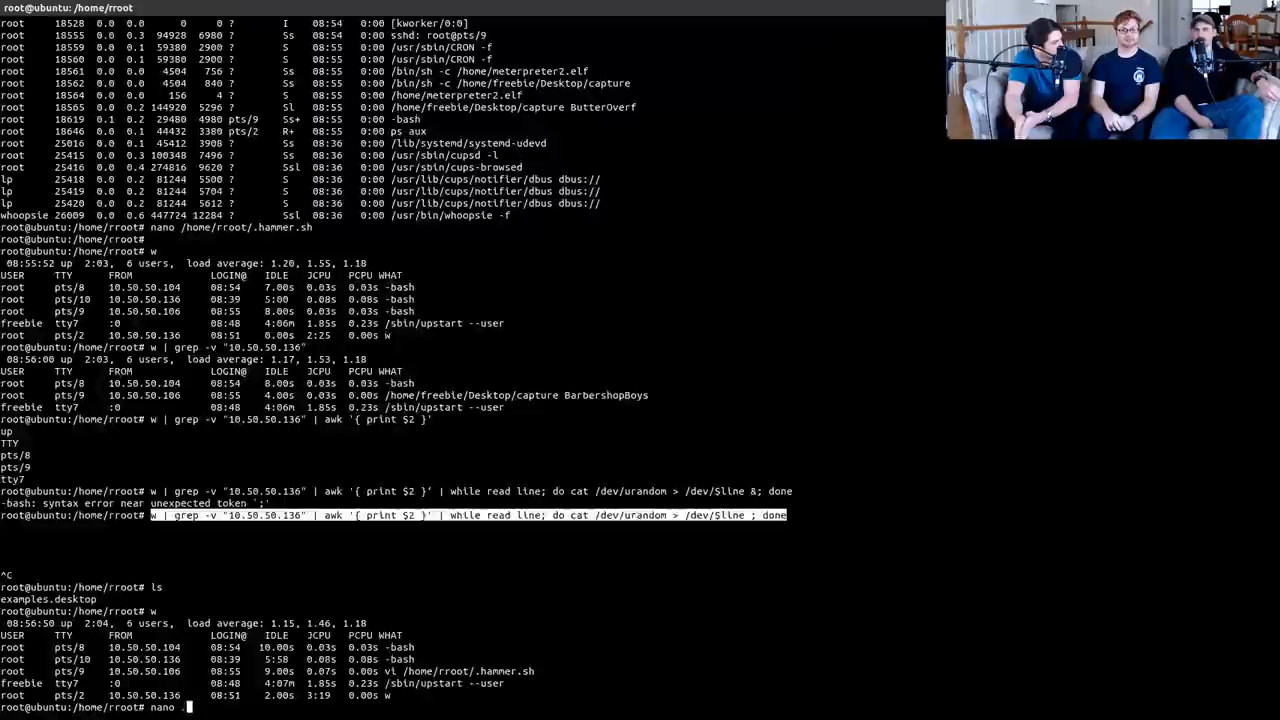 root@ubuntu: /home/rroot
root     18528  0.0  0.0      0     0 ?        I    08:54   0:00 [kworker/0:0]
root     18555  0.0  0.3  94928  6980 ?        Ss   08:54   0:00 sshd: root@pts/9
root     18559  0.0  0.1  59380  2900 ?        S    08:55   0:00 /usr/sbin/CRON -f
root     18560  0.0  0.1  59380  2900 ?        S    08:55   0:00 /usr/sbin/CRON -f
root     18561  0.0  0.0   4504   756 ?        Ss   08:55   0:00 /bin/sh -c /home/meterpreter2.elf
root     18562  0.0  0.0   4504   840 ?        Ss   08:55   0:00 /bin/sh -c /home/freebie/Desktop/capture
root     18564  0.0  0.0    156     4 ?        S    08:55   0:00 /home/meterpreter2.elf
root     18565  0.0  0.2 144920  5296 ?        Sl   08:55   0:00 /home/freebie/Desktop/capture ButterOverf
root     18619  0.1  0.2  29480  4980 pts/9    Ss+  08:55   0:00 -bash
root     18646  0.0  0.1  44432  3380 pts/2    R+   08:55   0:00 ps aux
root     25016  0.0  0.1  45412  3908 ?        Ss   08:36   0:00 /lib/systemd/systemd-udevd
root     25415  0.0  0.3 100348  7496 ?        Ss   08:36   0:00 /usr/sbin/cupsd -l
root     25416  0.0  0.4 274816  9620 ?        Ssl  08:36   0:00 /usr/sbin/cups-browsed
lp       25418  0.0  0.2  81244  5500 ?        S    08:36   0:00 /usr/lib/cups/notifier/dbus dbus://
lp       25419  0.0  0.2  81244  5704 ?        S    08:36   0:00 /usr/lib/cups/notifier/dbus dbus://
lp       25420  0.0  0.2  81244  5612 ?        S    08:36   0:00 /usr/lib/cups/notifier/dbus dbus://
whoopsie 26009  0.0  0.6 447724 12284 ?        Ssl  08:36   0:00 /usr/bin/whoopsie -f
root@ubuntu:/home/rroot# nano /home/rroot/.hammer.sh
root@ubuntu:/home/rroot#
root@ubuntu:/home/rroot# w
 08:55:52 up  2:03,  6 users,  load average: 1.20, 1.55, 1.18
USER     TTY      FROM             LOGIN@   IDLE   JCPU   PCPU WHAT
root     pts/8    10.50.50.104     08:54    7.00s  0.03s  0.03s -bash
root     pts/10   10.50.50.136     08:39    5:00   0.08s  0.08s -bash
root     pts/9    10.50.50.106     08:55    8.00s  0.03s  0.03s -bash
freebie  tty7     :0               08:48    4:06m  1.85s  0.23s /sbin/upstart --user
root     pts/2    10.50.50.136     08:51    0.00s  2:25   0.00s w
root@ubuntu:/home/rroot# w | grep -v "10.50.50.136"
 08:56:00 up  2:03,  6 users,  load average: 1.17, 1.53, 1.18
USER     TTY      FROM             LOGIN@   IDLE   JCPU   PCPU WHAT
root     pts/8    10.50.50.104     08:54    8.00s  0.03s  0.03s -bash
root     pts/9    10.50.50.106     08:55    4.00s  0.03s  0.00s /home/freebie/Desktop/capture BarbershopBoys
freebie  tty7     :0               08:48    4:06m  1.85s  0.23s /sbin/upstart --user
root@ubuntu:/home/rroot# w | grep -v "10.50.50.136" | awk '{ print $2 }'
up
TTY
pts/8
pts/9
tty7
root@ubuntu:/home/rroot# w | grep -v "10.50.50.136" | awk '{ print $2 }' | while read line; do cat /dev/urandom > /dev/$line &; done
-bash: syntax error near unexpected token `;'
root@ubuntu:/home/rroot# w | grep -v "10.50.50.136" | awk '{ print $2 }' | while read line; do cat /dev/urandom > /dev/$line ; done
^C
root@ubuntu:/home/rroot# ls
examples.desktop
root@ubuntu:/home/rroot# w
 08:56:50 up  2:04,  6 users,  load average: 1.15, 1.46, 1.18
USER     TTY      FROM             LOGIN@   IDLE   JCPU   PCPU WHAT
root     pts/8    10.50.50.104     08:54   10.00s  0.03s  0.03s -bash
root     pts/10   10.50.50.136     08:39    5:58   0.08s  0.08s -bash
root     pts/9    10.50.50.106     08:55    9.00s  0.07s  0.00s vi /home/rroot/.hammer.sh
freebie  tty7     :0               08:48    4:07m  1.85s  0.23s /sbin/upstart --user
root     pts/2    10.50.50.136     08:51    2.00s  3:19   0.00s w
root@ubuntu:/home/rroot# nano .